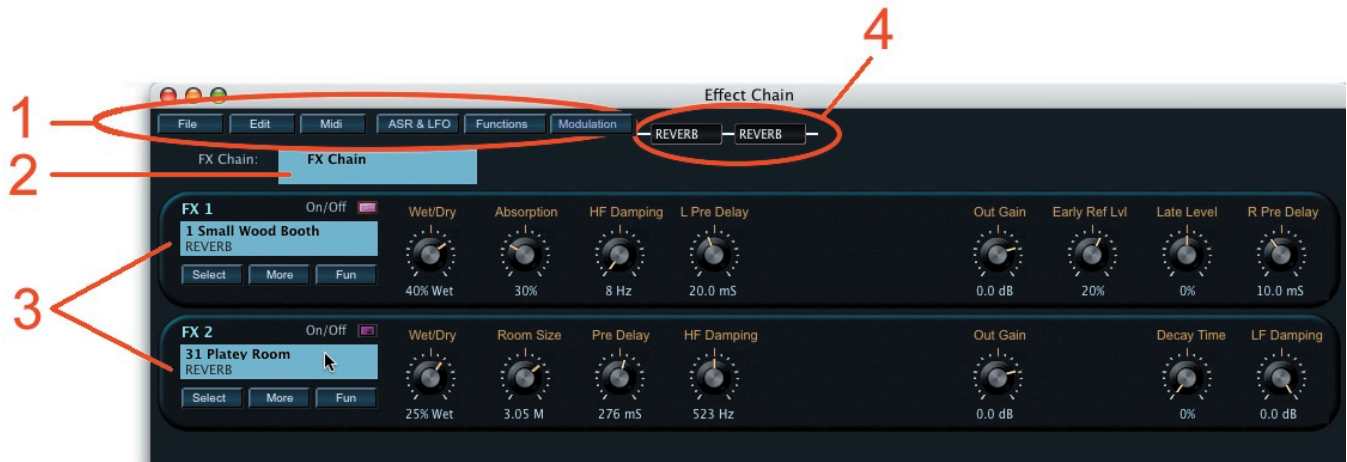 4
Effect Chain
1
File Edit Midi ASR & LFO Functions Modulation REVERB REVERB
2
FX Chain: FX Chain
FX 1 On/Off Wet/Dry Absorption HF Damping L Pre Delay Out Gain Early Ref Lvl Late Level R Pre Delay
1 Small Wood Booth
REVERB
Select More Fun
40% Wet 30% 8 Hz 20.0 mS 0.0 dB 20% 0% 10.0 mS
3
FX 2 On/Off Wet/Dry Room Size Pre Delay HF Damping Out Gain Decay Time LF Damping
31 Platey Room
REVERB
Select More Fun
25% Wet 3.05 M 276 mS 523 Hz 0.0 dB 0% 0.0 dB